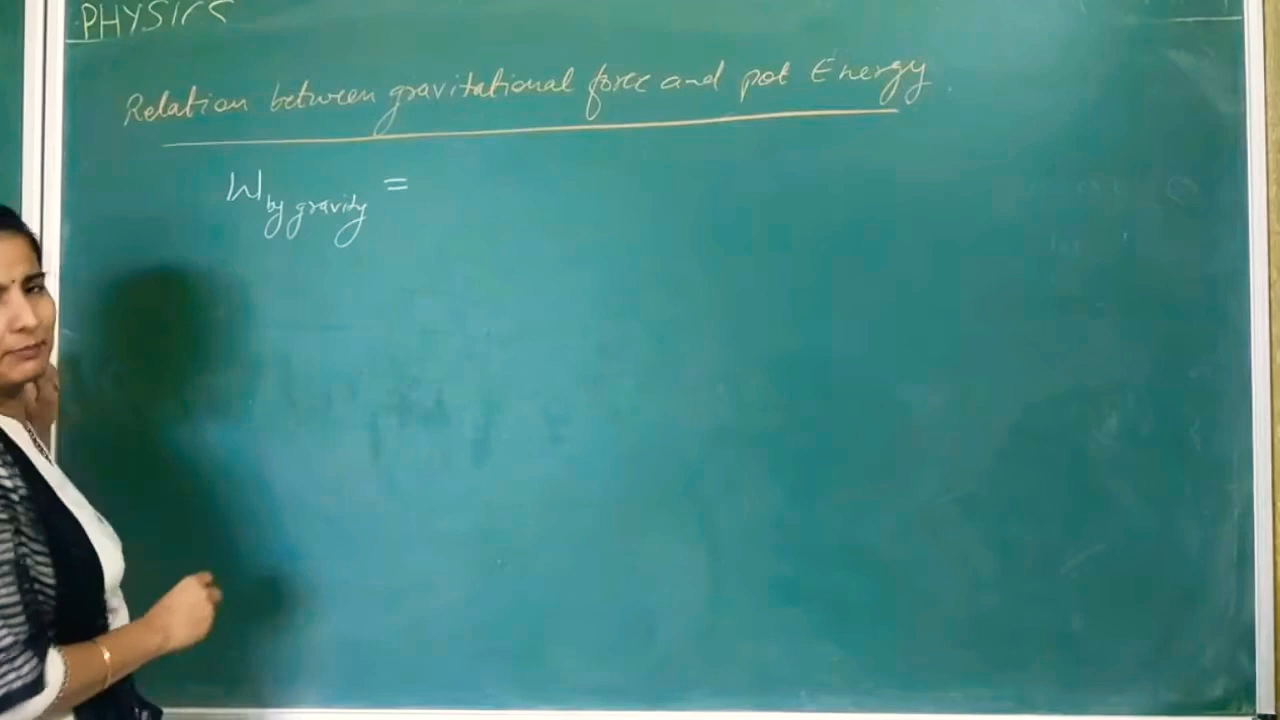 PHYSICS
Relation between gravitational force and pot Energy
W by gravity =